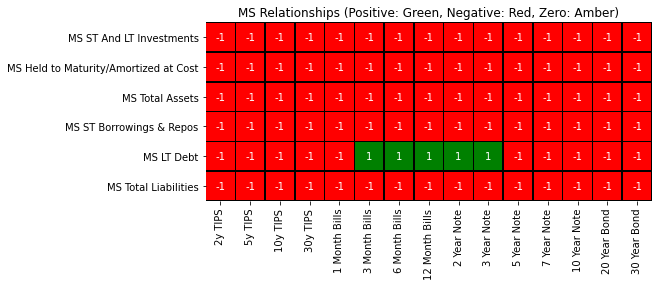 MS Relationships (Positive: Green, Negative: Red, Zero: Amber)
MS ST And LT Investments -1 -1 -1 -1 -1 -1 -1 -1 -1 -1 -1 -1 -1 -1 -1
MS Held to Maturity/Amortized at Cost -1 -1 -1 -1 -1 -1 -1 -1 -1 -1 -1 -1 -1 -1 -1
MS Total Assets -1 -1 -1 -1 -1 -1 -1 -1 -1 -1 -1 -1 -1 -1 -1
MS ST Borrowings & Repos -1 -1 -1 -1 -1 -1 -1 -1 -1 -1 -1 -1 -1 -1 -1
MS LT Debt -1 -1 -1 -1 -1 1 1 1 1 1 -1 -1 -1 -1 -1
MS Total Liabilities -1 -1 -1 -1 -1 -1 -1 -1 -1 -1 -1 -1 -1 -1 -1
2y TIPS
5y TIPS
10y TIPS
30y TIPS
1 Month Bills
3 Month Bills
6 Month Bills
12 Month Bills
2 Year Note
3 Year Note
5 Year Note
7 Year Note
10 Year Note
20 Year Bond
30 Year Bond